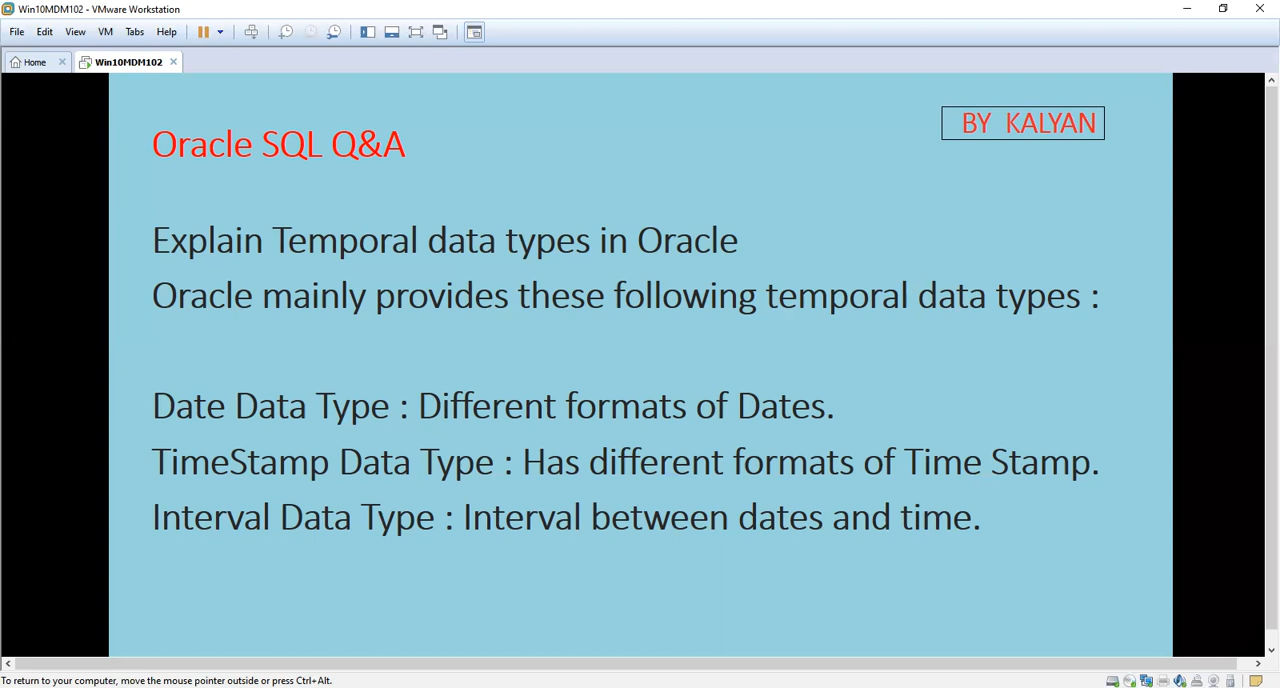 Win10MDM102 - VMware Workstation
File Edit View VM Tabs Help
Home Win10MDM102
BY KALYAN
Oracle SQL Q&A
Explain Temporal data types in Oracle
Oracle mainly provides these following temporal data types :
Date Data Type : Different formats of Dates.
TimeStamp Data Type : Has different formats of Time Stamp.
Interval Data Type : Interval between dates and time.
To return to your computer, move the mouse pointer outside or press Ctrl+Alt.